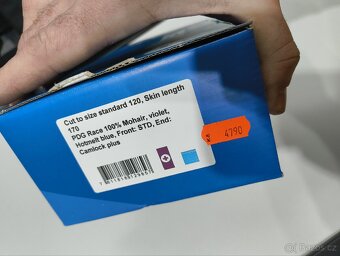 Cut to size standard 120, Skin length
170
PDG Race 100% Mohair, violet,
Hotmelt blue, Front: STD, End:
Camlock plus
4790